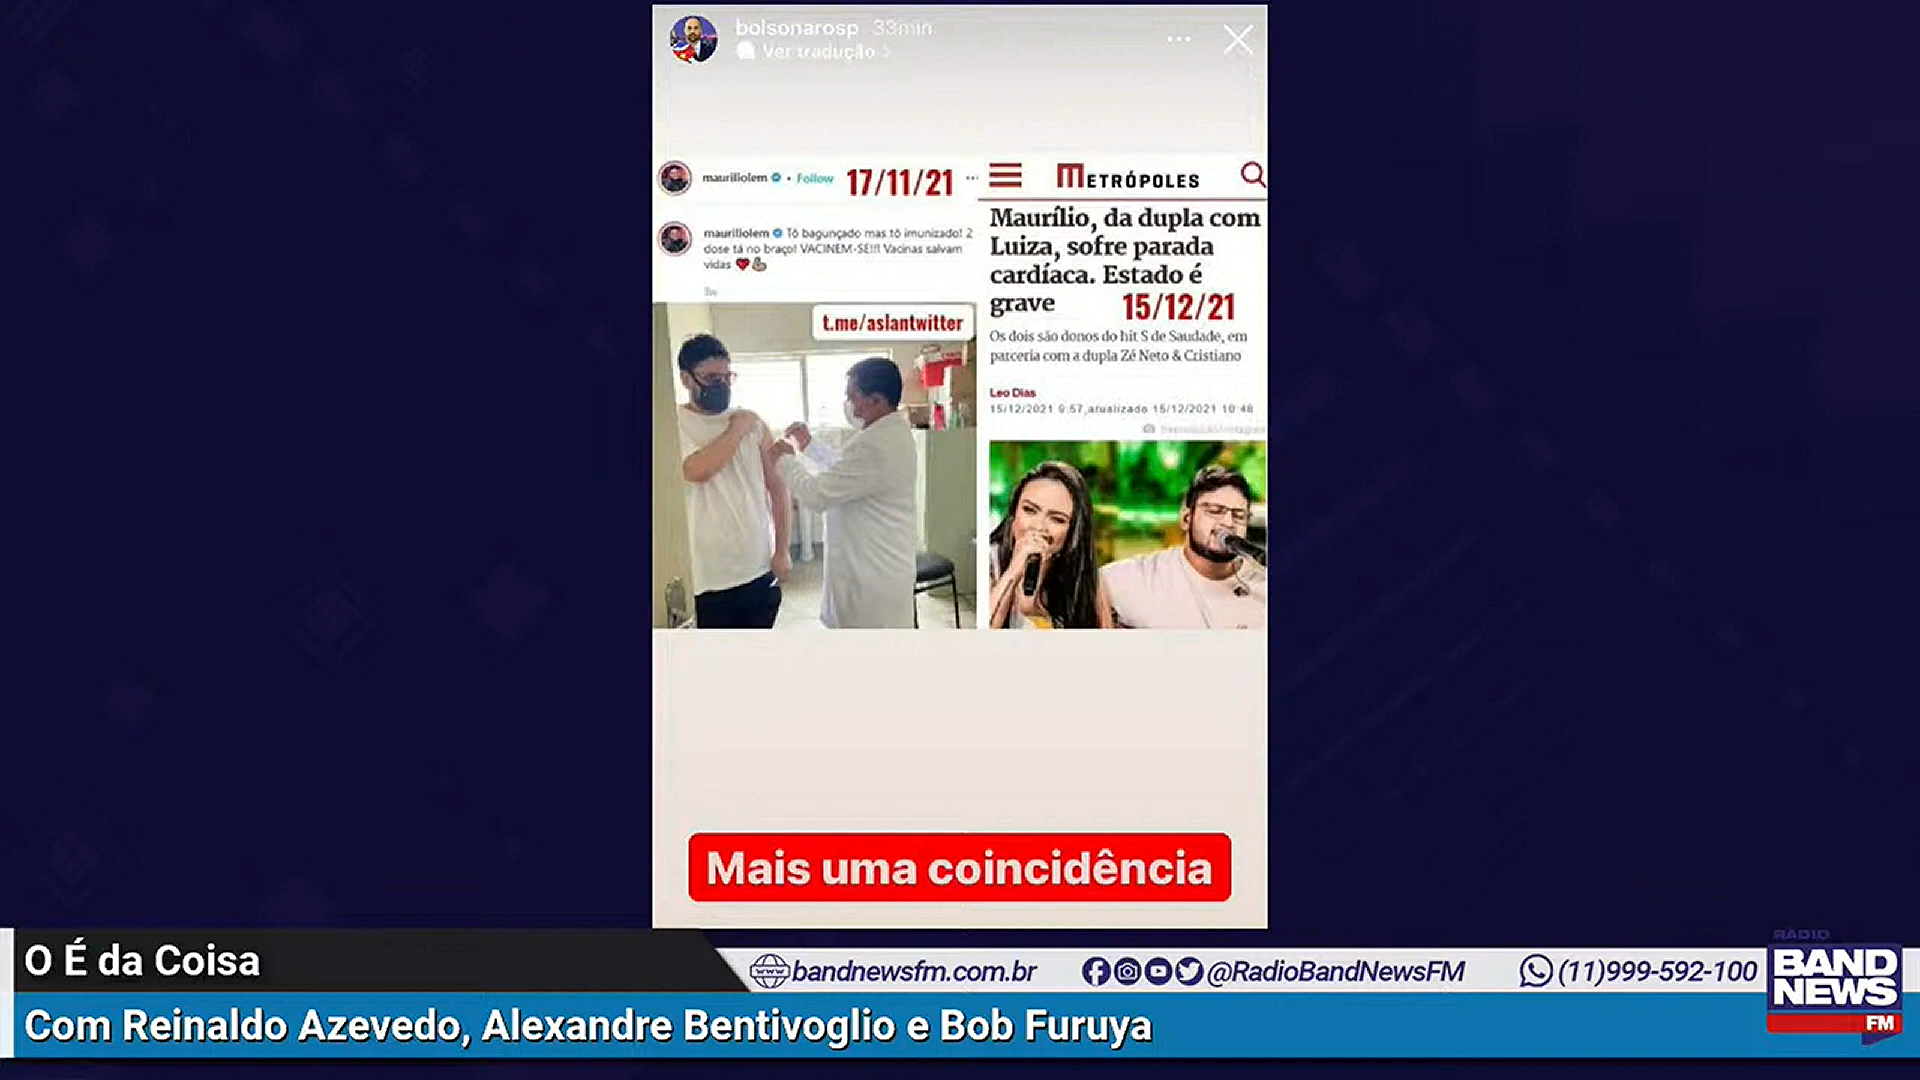 bolsonarosp 33min
Ver tradução
mauriliolem • Follow 17/11/21
mauriliolem Tô bagunçado mas tô imunizado! 2
dose tá no braço! VACINEM-SE!!! Vacinas salvam
vidas
t.me/aslantwitter
METRÓPOLES
Maurílio, da dupla com
Luiza, sofre parada
cardíaca. Estado é
grave 15/12/21
Os dois são donos do hit S de Saudade, em
parceria com a dupla Zé Neto & Cristiano
Leo Dias
15/12/2021 9:57,atualizado 15/12/2021 10:48
Mais uma coincidência
O É da Coisa
bandnewsfm.com.br @RadioBandNewsFM (11)999-592-100
Com Reinaldo Azevedo, Alexandre Bentivoglio e Bob Furuya
RÁDIO
BAND
NEWS
FM